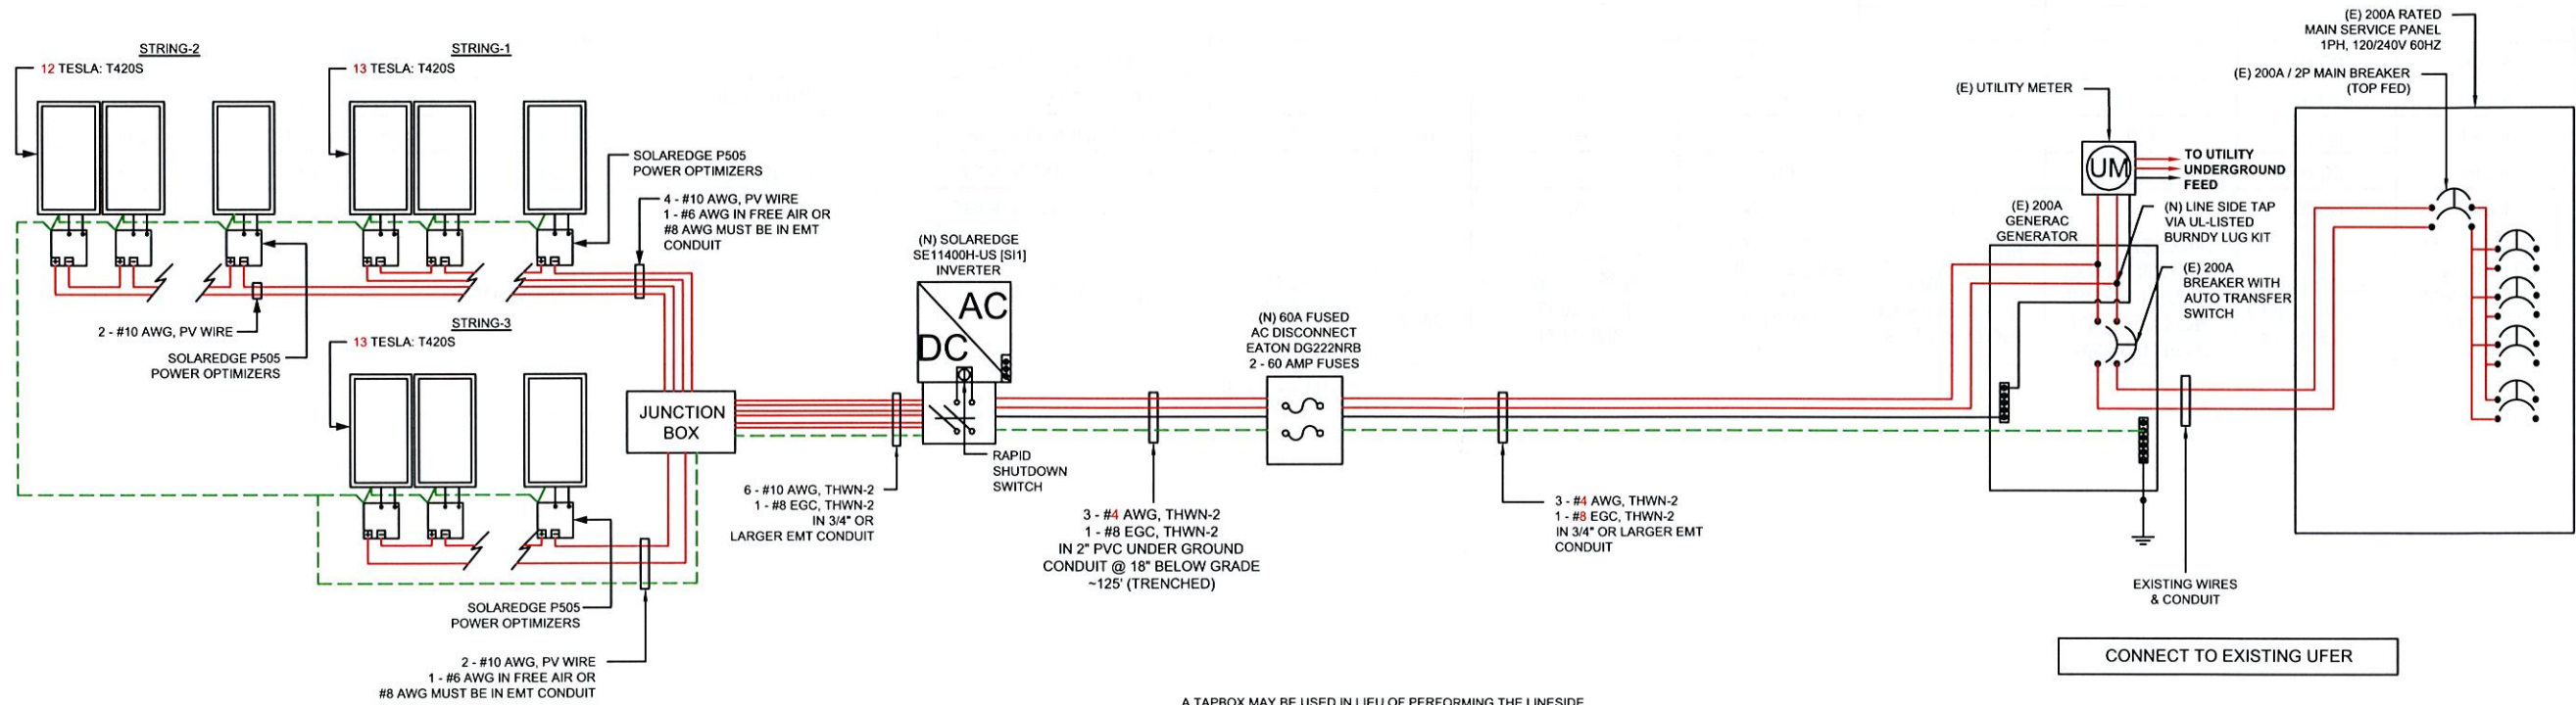 STRING-2
12 TESLA: T420S
STRING-1
13 TESLA: T420S
SOLAREDGE P505
POWER OPTIMIZERS
4 - #10 AWG, PV WIRE
1 - #6 AWG IN FREE AIR OR
#8 AWG MUST BE IN EMT
CONDUIT
2 - #10 AWG, PV WIRE
SOLAREDGE P505
POWER OPTIMIZERS
STRING-3
13 TESLA: T420S
JUNCTION
BOX
SOLAREDGE P505
POWER OPTIMIZERS
2 - #10 AWG, PV WIRE
1 - #6 AWG IN FREE AIR OR
#8 AWG MUST BE IN EMT CONDUIT
6 - #10 AWG, THWN-2
1 - #8 EGC, THWN-2
IN 3/4" OR
LARGER EMT CONDUIT
(N) SOLAREDGE
SE11400H-US [SI1]
INVERTER
AC
DC
RAPID
SHUTDOWN
SWITCH
3 - #4 AWG, THWN-2
1 - #8 EGC, THWN-2
IN 2" PVC UNDER GROUND
CONDUIT @ 18" BELOW GRADE
~125' (TRENCHED)
(N) 60A FUSED
AC DISCONNECT
EATON DG222NRB
2 - 60 AMP FUSES
3 - #4 AWG, THWN-2
1 - #8 EGC, THWN-2
IN 3/4" OR LARGER EMT
CONDUIT
(E) UTILITY METER
UM
TO UTILITY
UNDERGROUND
FEED
(E) 200A
GENERAC
GENERATOR
(N) LINE SIDE TAP
VIA UL-LISTED
BURNDY LUG KIT
(E) 200A
BREAKER WITH
AUTO TRANSFER
SWITCH
(E) 200A RATED
MAIN SERVICE PANEL
1PH, 120/240V 60HZ
(E) 200A / 2P MAIN BREAKER
(TOP FED)
EXISTING WIRES
& CONDUIT
CONNECT TO EXISTING UFER
A TAPBOX MAY BE USED IN LIEU OF PERFORMING THE LINESIDE